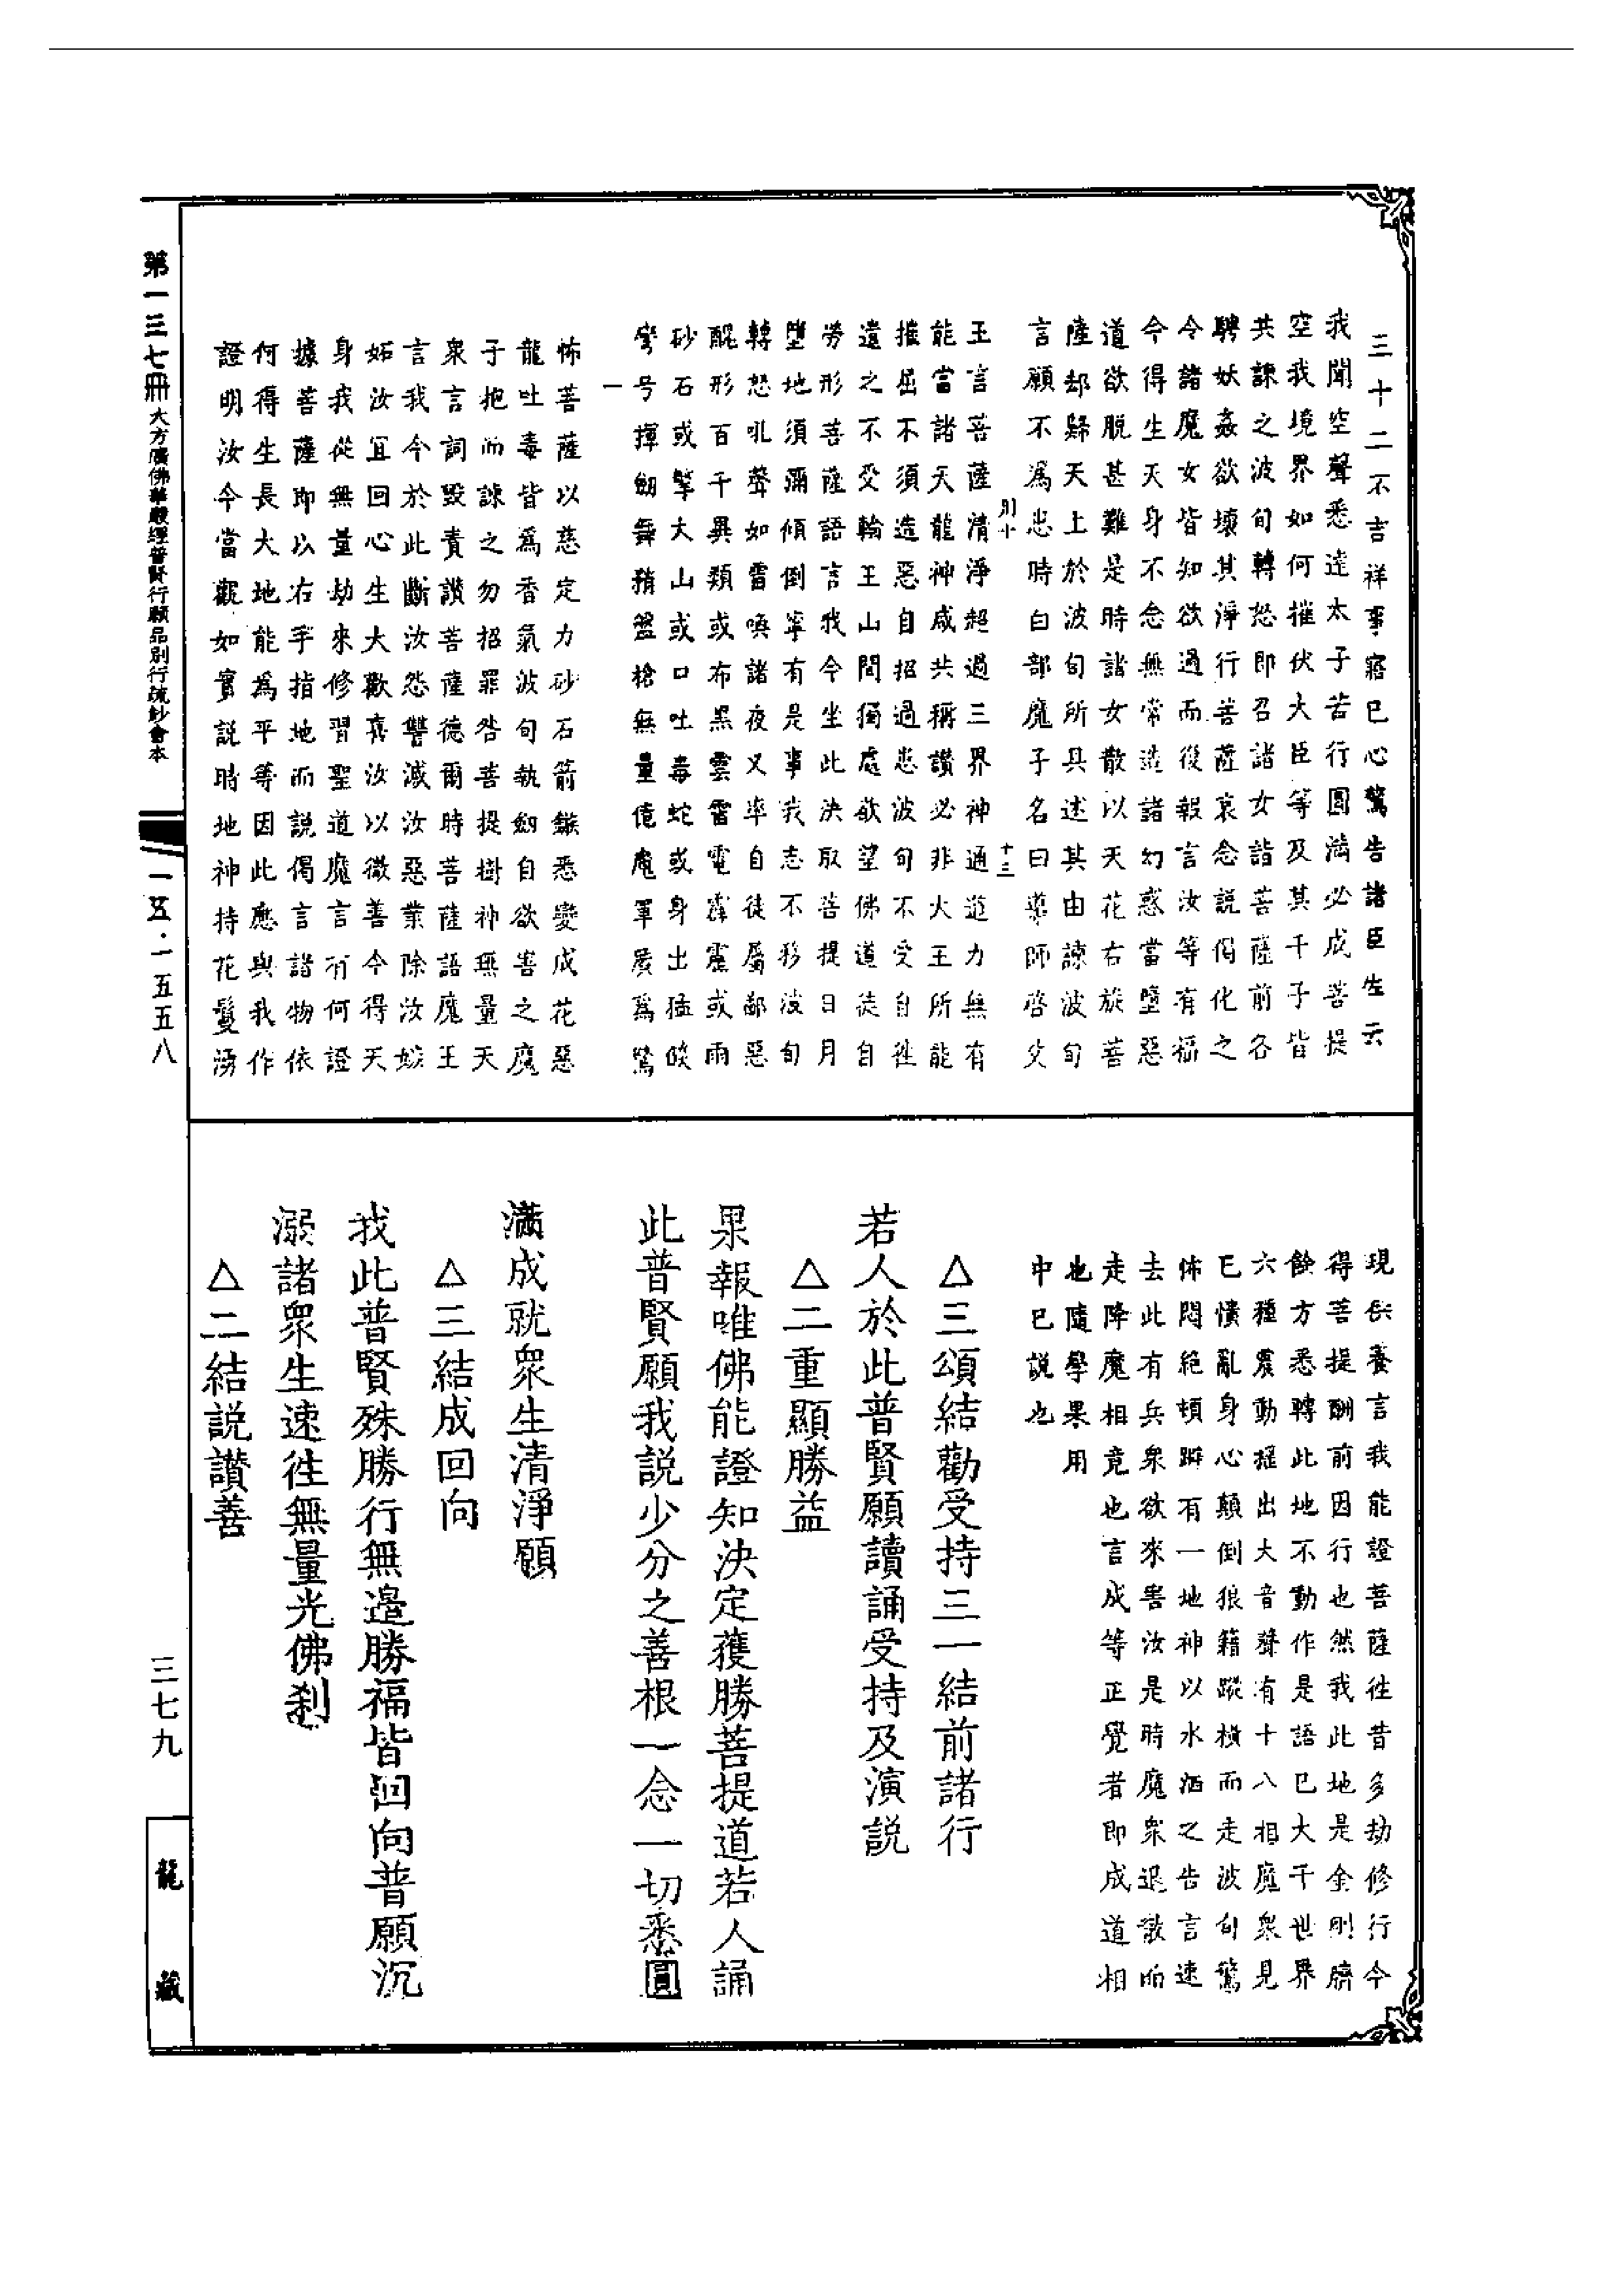 三十二不吉祥事寤已心驚告諸臣佐云
我聞空聲悉達太子苦行圓滿必成菩提
空我境界如何摧伏大臣等及其千子皆
共諫之波旬轉怒即召諸女詣菩薩前各
騁妖姦欲壞其淨行菩薩哀念說偈化之
令諸魔女皆知欲過而後報言汝等有福
今得生天身不念無常造諸幻惑當墮惡
道欲脫甚難是時諸女散以天花右旋菩
薩却歸天上於波旬所具述其由諫波旬
言願不為患時白部魔子名曰導師啓父
別十
十三
王言菩薩清淨超過三界神通道力無有
能當諸天龍神咸共稱讚必非大王所能
摧屈不須造惡自招過患波旬不受自往
遠之不受輪王山間獨處欲望佛道徒自
勞形菩薩語言我今坐此決取菩提日月
墮地須彌傾倒寧有是事我志不移波旬
轉怒吼聲如雷喚諸夜叉率自徒屬鄙惡
醜形百千異類或布黑雲雷電霹靂或雨
砂石或擎大山或口吐毒蛇或身出猛燄
彎弓揮劒舞矟盤槍無量億魔軍廣為驚
一
怖菩薩以慈定力砂石箭鏃悉變成花惡
龍吐毒皆為香氣波旬執劒自欲害之魔
子抱而諫之勿招罪咎菩提樹神無量天
衆言詞毀責讚菩薩德爾時菩薩語魔王
言我今於此斷汝怨讐滅汝惡業除汝嫉
妬汝宜回心生大歡喜汝以微善今得天
身我從無量劫來修習聖道魔言有何證
據菩薩即以右手指地而說偈言諸物依
何得生長大地能為平等因此應與我作
證明汝今當觀如實說時地神持花鬘湧
現供養言我能證菩薩往昔多劫修行今
得菩提酬前因行也然我此地是金剛臍
餘方悉轉此地不動作是語已大千世界
六種震動搖出大音聲有十八相魔衆見
已憒亂身心顛倒狼籍蹤橫而走波旬驚
怖悶絕頓躃有一地神以水洒之告言速
去此有兵衆欲來害汝是時魔衆退散而
走降魔相竟也言成等正覺者即成道相
也隨學果用
中已說也
△三頌結勸受持三一結前諸行
若人於此普賢願讀誦受持及演說
△二重顯勝益
果報唯佛能證知決定獲勝菩提道若人誦
此普賢願我說少分之善根一念一切悉圓
滿成就衆生清淨願
△三結成回向
我此普賢殊勝行無邊勝福皆回向普願沉
溺諸衆生速往無量光佛刹
△二結說讚善
第一三七冊 大方廣佛華嚴經普賢行願品別行疏鈔會本
一五·一五五八
三七九
龍藏